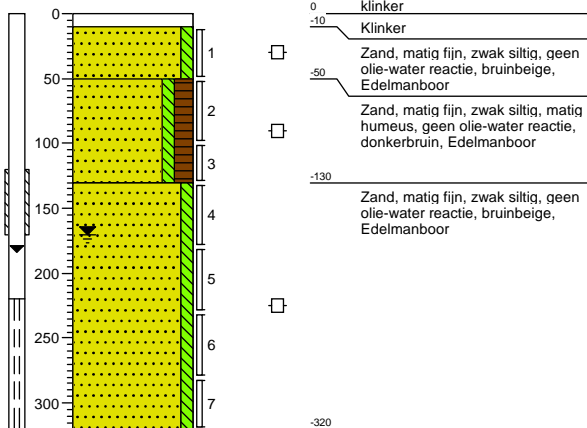 0
50
100
150
200
250
300
1
2
3
4
5
6
7
0
klinker
-10
Klinker
Zand, matig fijn, zwak siltig, geen
olie-water reactie, bruinbeige,
Edelmanboor
-50
Zand, matig fijn, zwak siltig, matig
humeus, geen olie-water reactie,
donkerbruin, Edelmanboor
-130
Zand, matig fijn, zwak siltig, geen
olie-water reactie, bruinbeige,
Edelmanboor
-320